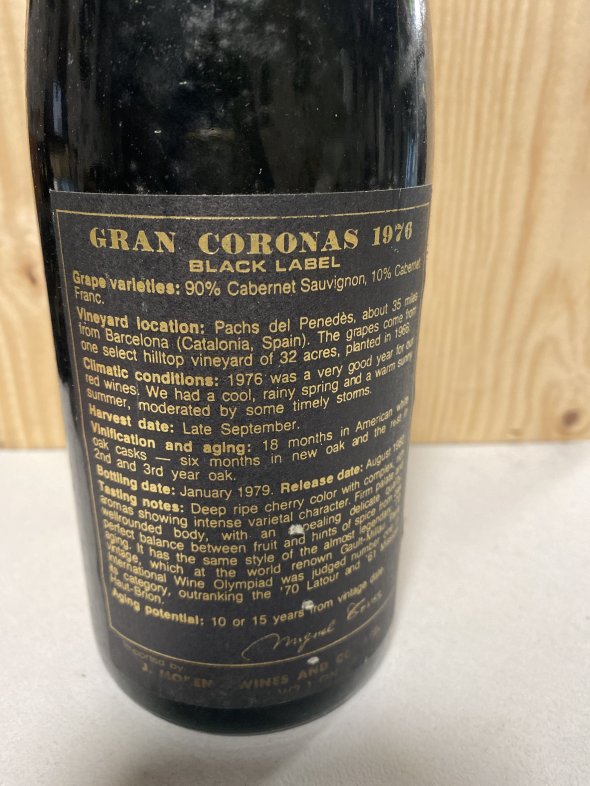 GRAN CORONAS 1976
BLACK LABEL
Grape varieties: 90% Cabernet Sauvignon, 10% Cabernet
Franc.
Vineyard location: Pachs del Penedès, about 35 miles
from Barcelona (Catalonia, Spain). The grapes come from
one select hilltop vineyard of 32 acres, planted in 1966.
Climatic conditions: 1976 was a very good year for our
red wines. We had a cool, rainy spring and a warm sunny
summer, moderated by some timely storms.
Harvest date: Late September.
Vinification and aging: 18 months in American white
oak casks — six months in new oak and the rest in
2nd and 3rd year oak.
Bottling date: January 1979. Release date: August
Tasting notes: Deep ripe cherry color with complex
aromas showing intense varietal character. Firm
wellrounded body, with an appealing delicate
perfect balance between fruit and hints of spice
aging. It has the same style of the almost legendary
vintage, which at the world renown Gault-Millau
International Wine Olympiad was judged number
its category, outranking the '70 Latour and '61
Haut-Brion.
Aging potential: 10 or 15 years from vintage date.
Miguel Torres
Imported by
WINES AND